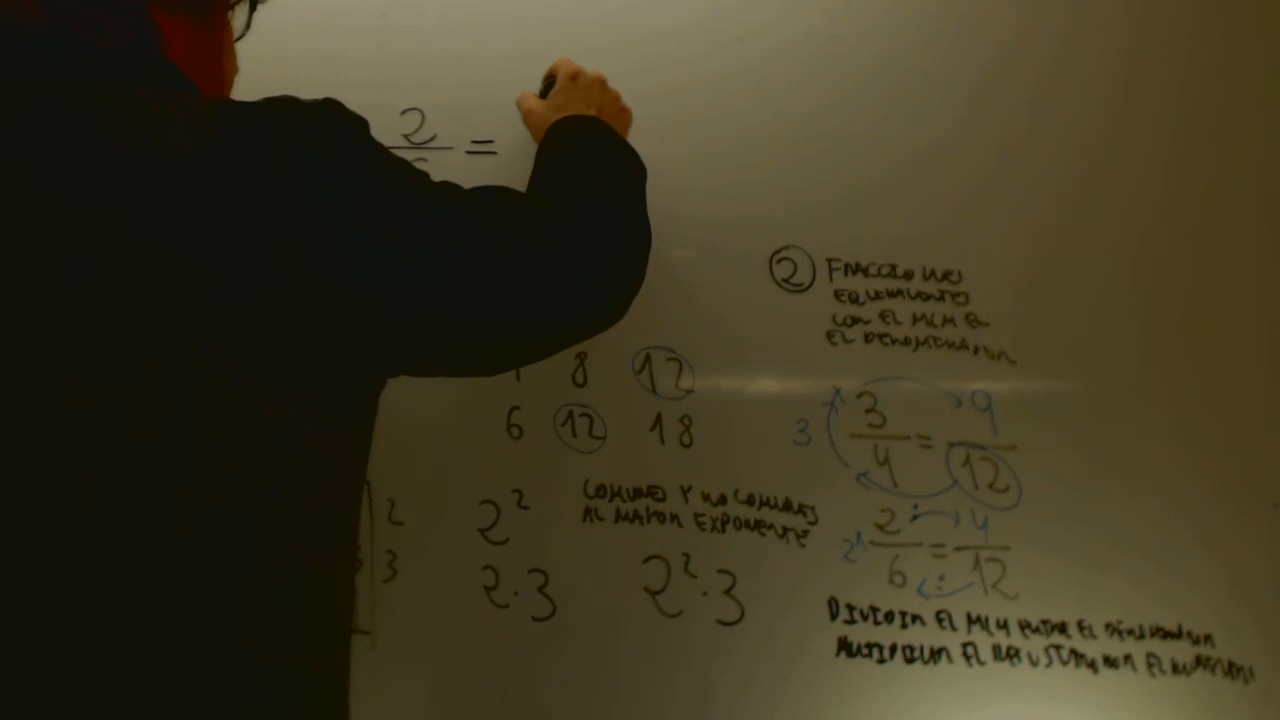 2
=
② FRACCIONES
EQUIVALENTES
CON EL MCM EN
EL DENOMINADOR
8 12
6 12 18
3 3/4 = 9/12
2 2/6 = 4/12
2
3
2²
2·3
COMUNES Y NO COMUNES
AL MAYOR EXPONENTE
2²·3
DIVIDIR EL MCM ENTRE EL DENOMINADOR
MULTIPLICAR EL RESULTADO POR EL NUMERADOR